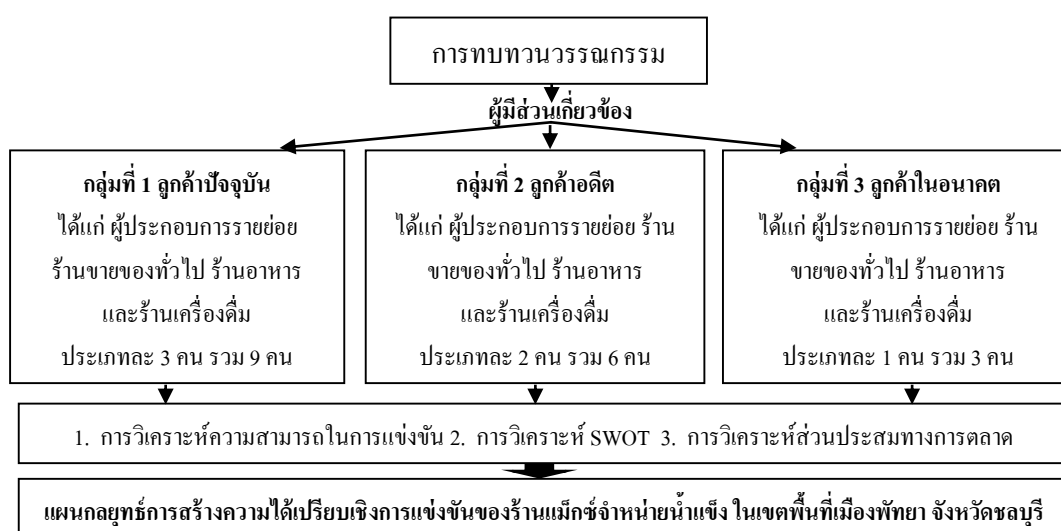 การทบทวนวรรณกรรม
ผู้มีส่วนเกี่ยวข้อง
กลุ่มที่ 1 ลูกค้าปัจจุบัน
ได้แก่ ผู้ประกอบการรายย่อย
ร้านขายของทั่วไป ร้านอาหาร
และร้านเครื่องดื่ม
ประเภทละ 3 คน รวม 9 คน
กลุ่มที่ 2 ลูกค้าอดีต
ได้แก่ ผู้ประกอบการรายย่อย ร้าน
ขายของทั่วไป ร้านอาหาร
และร้านเครื่องดื่ม
ประเภทละ 2 คน รวม 6 คน
กลุ่มที่ 3 ลูกค้าในอนาคต
ได้แก่ ผู้ประกอบการรายย่อย ร้าน
ขายของทั่วไป ร้านอาหาร
และร้านเครื่องดื่ม
ประเภทละ 1 คน รวม 3 คน
1. การวิเคราะห์ความสามารถในการแข่งขัน 2. การวิเคราะห์ SWOT 3. การวิเคราะห์ส่วนประสมทางการตลาด
แผนกลยุทธ์การสร้างความได้เปรียบเชิงการแข่งขันของร้านแม็กซ์จำหน่ายน้ำแข็ง ในเขตพื้นที่เมืองพัทยา จังหวัดชลบุรี